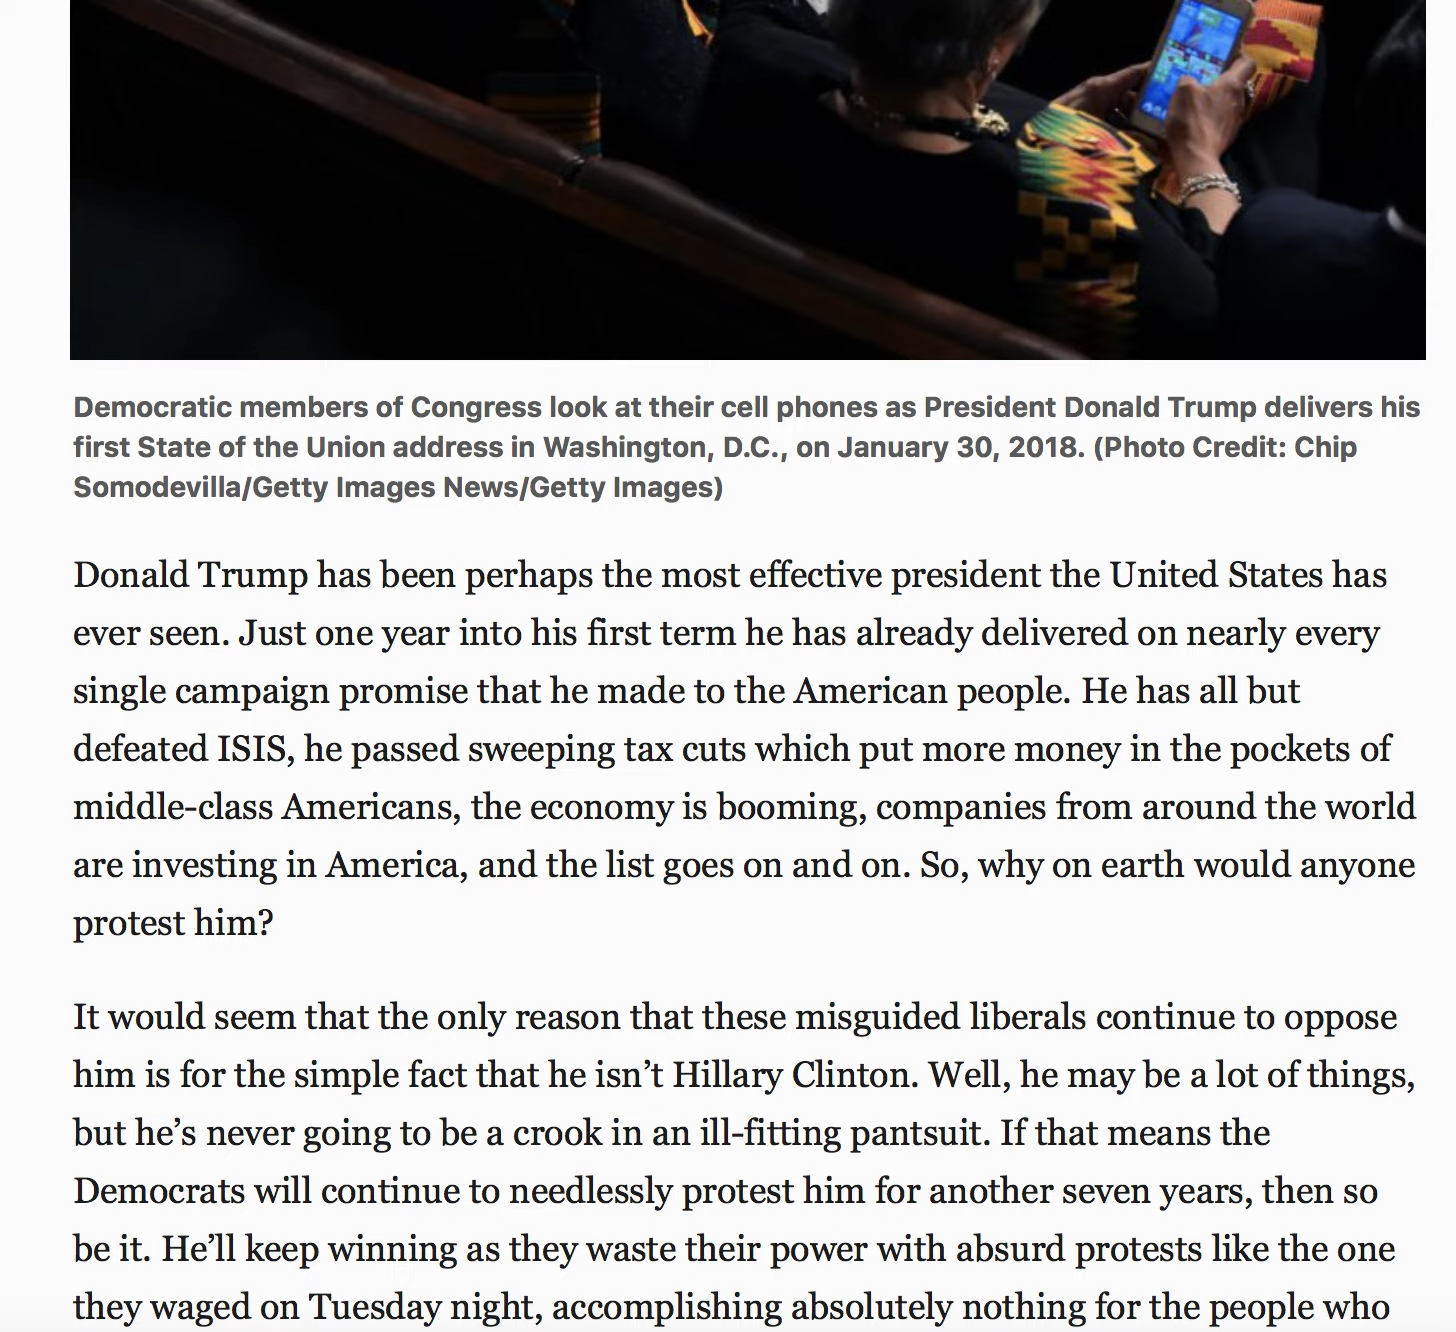 Democratic members of Congress look at their cell phones as President Donald Trump delivers his
first State of the Union address in Washington, D.C., on January 30, 2018. (Photo Credit: Chip
Somodevilla/Getty Images News/Getty Images)
Donald Trump has been perhaps the most effective president the United States has
ever seen. Just one year into his first term he has already delivered on nearly every
single campaign promise that he made to the American people. He has all but
defeated ISIS, he passed sweeping tax cuts which put more money in the pockets of
middle-class Americans, the economy is booming, companies from around the world
are investing in America, and the list goes on and on. So, why on earth would anyone
protest him?
It would seem that the only reason that these misguided liberals continue to oppose
him is for the simple fact that he isn’t Hillary Clinton. Well, he may be a lot of things,
but he’s never going to be a crook in an ill-fitting pantsuit. If that means the
Democrats will continue to needlessly protest him for another seven years, then so
be it. He’ll keep winning as they waste their power with absurd protests like the one
they waged on Tuesday night, accomplishing absolutely nothing for the people who